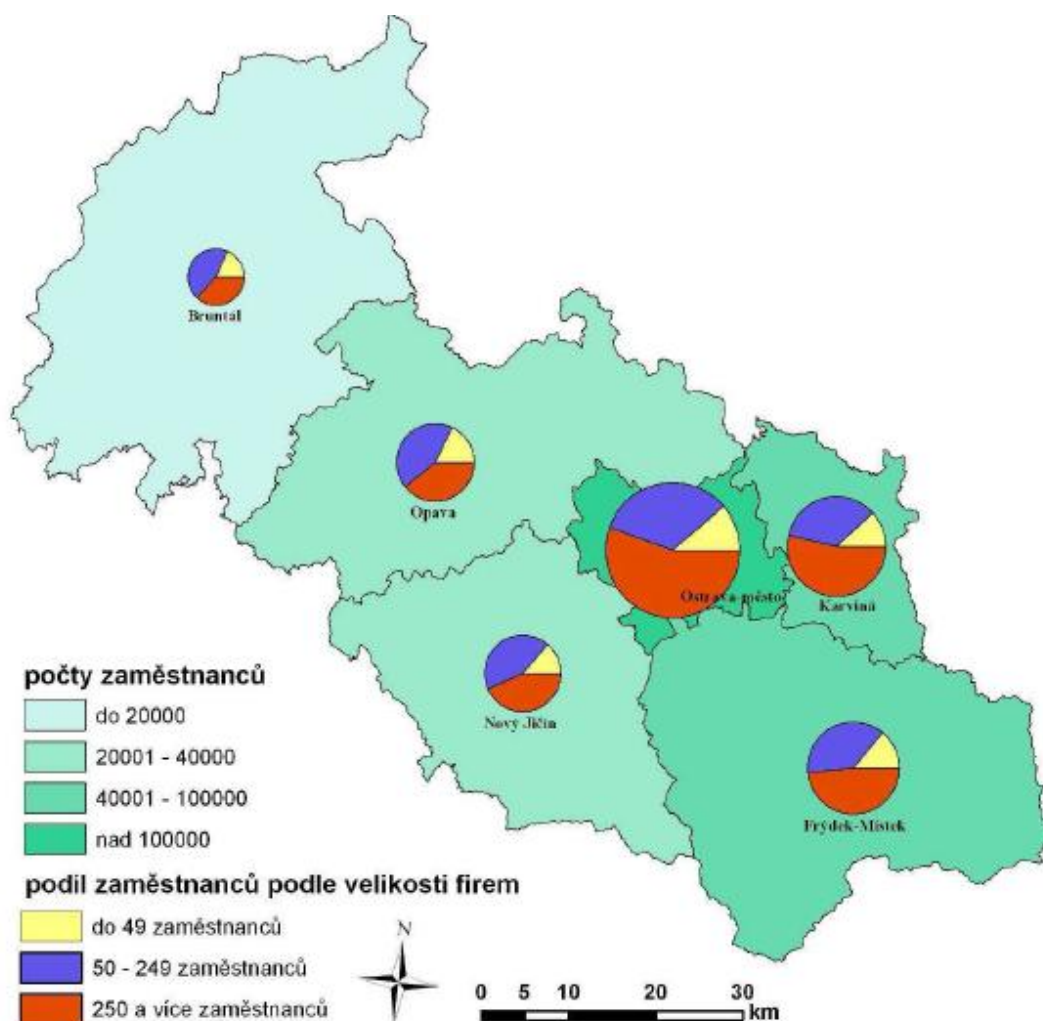 Bruntál
Opava
Ostrava-město
Karviná
Nový Jičín
Frýdek-Místek
počty zaměstnanců
do 20000
20001 - 40000
40001 - 100000
nad 100000
podíl zaměstnanců podle velikosti firem
do 49 zaměstnanců
50 - 249 zaměstnanců
250 a více zaměstnanců
N
0 5 10 20 30
km